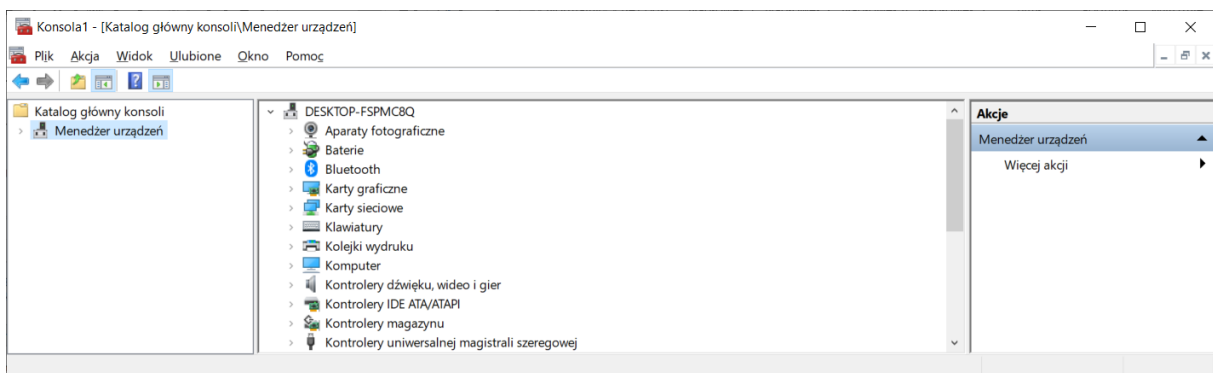 Konsola1 - [Katalog główny konsoli\Menedżer urządzeń]
Plik Akcja Widok Ulubione Okno Pomoc
Katalog główny konsoli
Menedżer urządzeń
DESKTOP-FSPMC8Q
Aparaty fotograficzne
Baterie
Bluetooth
Karty graficzne
Karty sieciowe
Klawiatury
Kolejki wydruku
Komputer
Kontrolery dźwięku, wideo i gier
Kontrolery IDE ATA/ATAPI
Kontrolery magazynu
Kontrolery uniwersalnej magistrali szeregowej
Akcje
Menedżer urządzeń
Więcej akcji